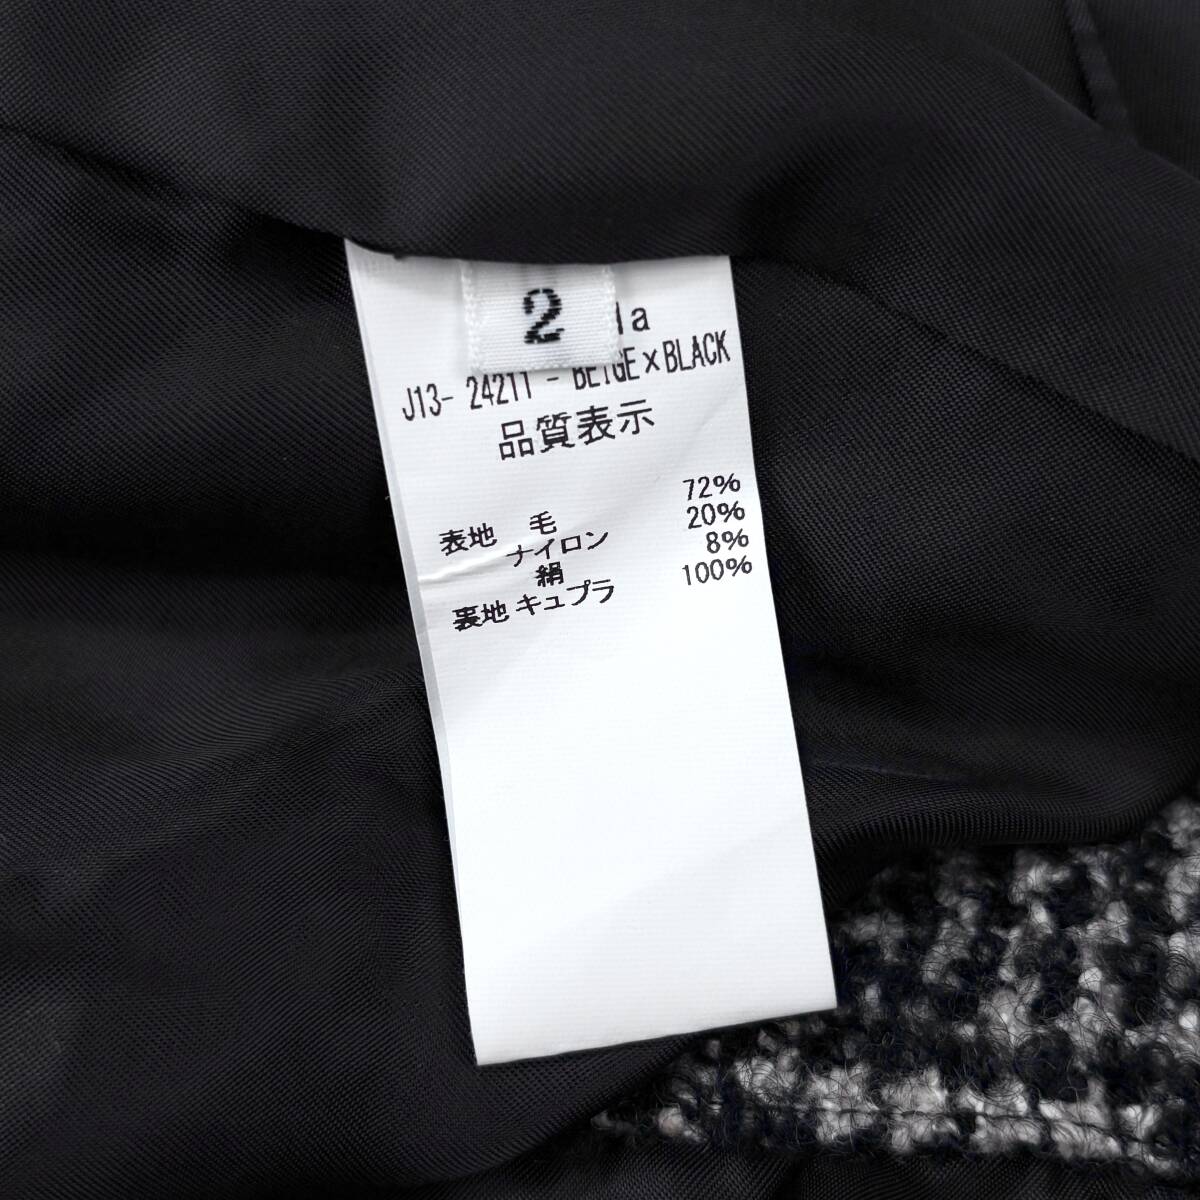 2
la
J13- 24211 - BEIGE×BLACK
品質表示
表地 毛 72%
ナイロン 20%
絹 8%
裏地 キュプラ 100%